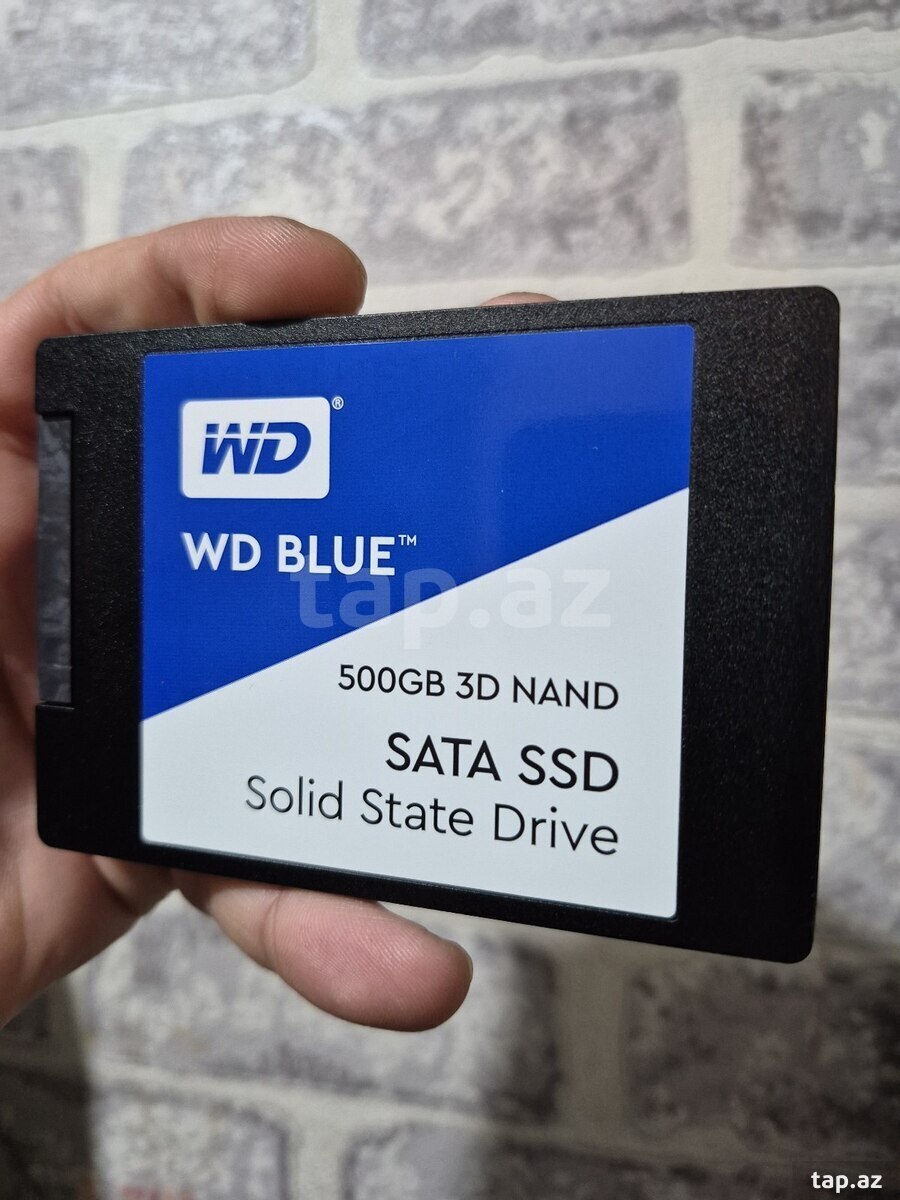 WD®
WD BLUE™
tap.az
500GB 3D NAND
SATA SSD
Solid State Drive
tap.az